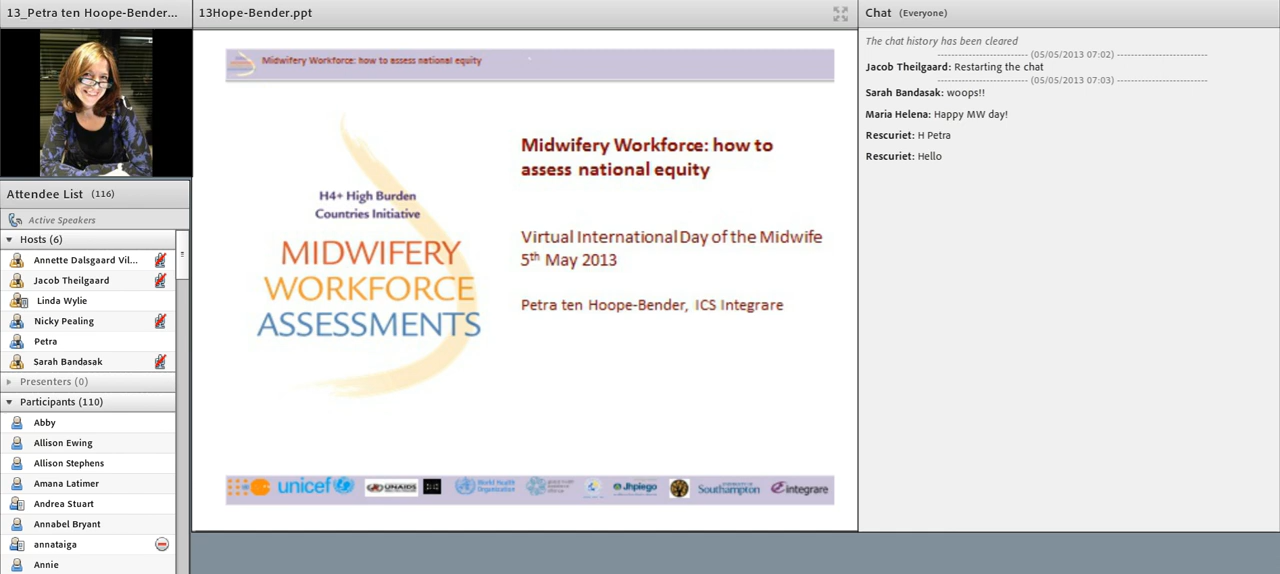 13_Petra ten Hoope-Bender...
Attendee List (116)
Active Speakers
Hosts (6)
Annette Dalsgaard Vil...
Jacob Theilgaard
Linda Wylie
Nicky Pealing
Petra
Sarah Bandasak
Presenters (0)
Participants (110)
Abby
Allison Ewing
Allison Stephens
Amana Latimer
Andrea Stuart
Annabel Bryant
annataiga
Annie
13Hope-Bender.ppt
Midwifery Workforce: how to assess national equity
H4+ High Burden
Countries Initiative
MIDWIFERY
WORKFORCE
ASSESSMENTS
Midwifery Workforce: how to
assess national equity
Virtual International Day of the Midwife
5th May 2013
Petra ten Hoope-Bender, ICS Integrare
unicef
UNAIDS
World Health
Organization
Jhpiego
Southampton
integrare
Chat (Everyone)
The chat history has been cleared
(05/05/2013 07:02)
Jacob Theilgaard: Restarting the chat
(05/05/2013 07:03)
Sarah Bandasak: woops!!
Maria Helena: Happy MW day!
Rescuriet: H Petra
Rescuriet: Hello